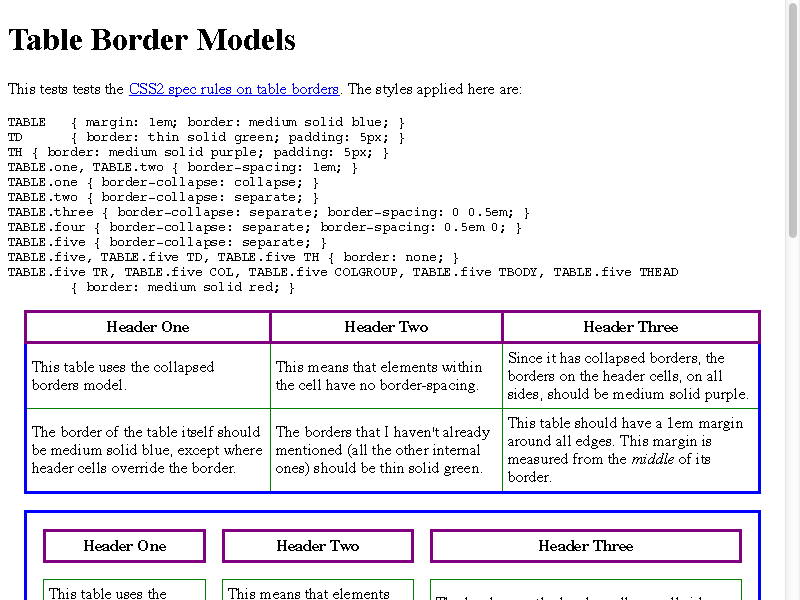 Table Border Models
This tests tests the CSS2 spec rules on table borders. The styles applied here are:
TABLE   { margin: 1em; border: medium solid blue; }
TD      { border: thin solid green; padding: 5px; }
TH { border: medium solid purple; padding: 5px; }
TABLE.one, TABLE.two { border-spacing: 1em; }
TABLE.one { border-collapse: collapse; }
TABLE.two { border-collapse: separate; }
TABLE.three { border-collapse: separate; border-spacing: 0 0.5em; }
TABLE.four { border-collapse: separate; border-spacing: 0.5em 0; }
TABLE.five { border-collapse: separate; }
TABLE.five, TABLE.five TD, TABLE.five TH { border: none; }
TABLE.five TR, TABLE.five COL, TABLE.five COLGROUP, TABLE.five TBODY, TABLE.five THEAD
        { border: medium solid red; }
Header One
Header Two
Header Three
This table uses the collapsed
borders model.
This means that elements within
the cell have no border-spacing.
Since it has collapsed borders, the
borders on the header cells, on all
sides, should be medium solid purple.
The border of the table itself should
be medium solid blue, except where
header cells override the border.
The borders that I haven't already
mentioned (all the other internal
ones) should be thin solid green.
This table should have a 1em margin
around all edges. This margin is
measured from the middle of its
border.
Header One
Header Two
Header Three
This table uses the
This means that elements